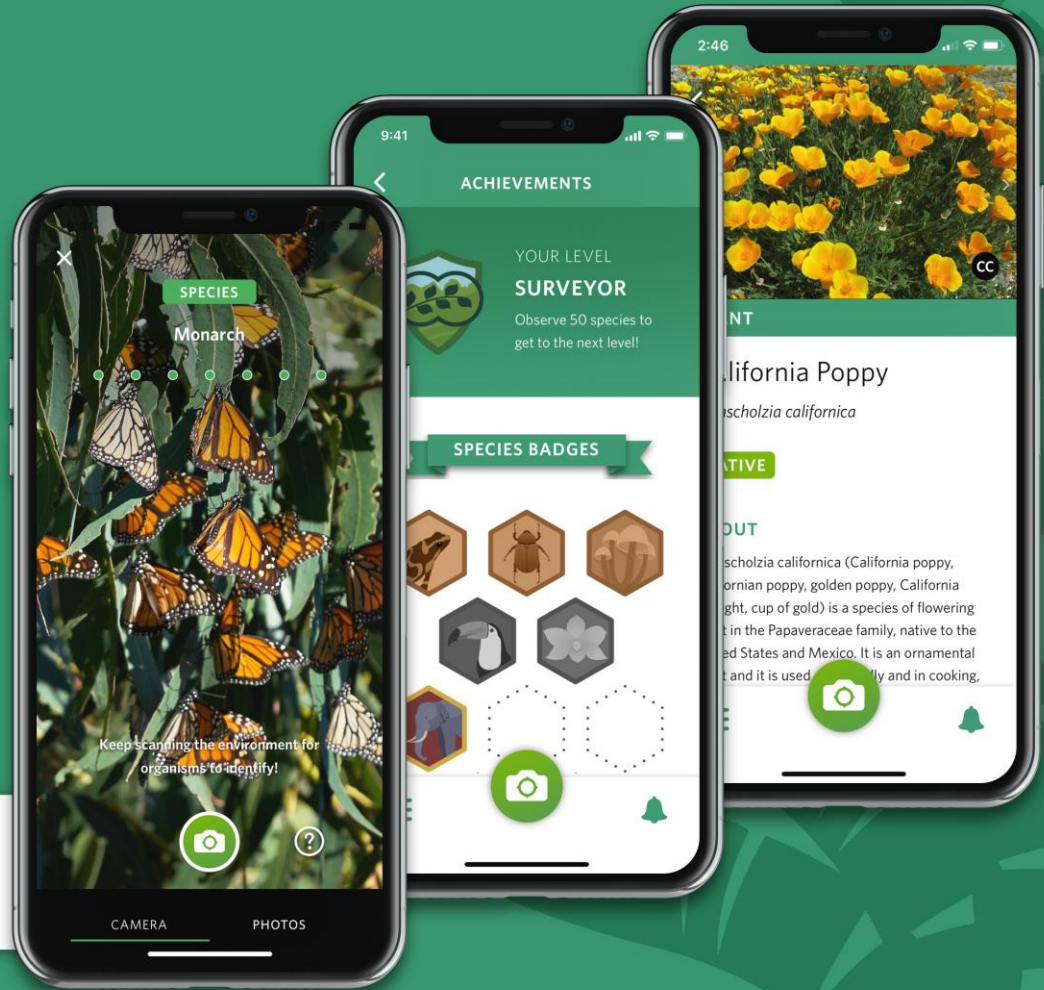 SPECIES
Monarch
Keep scanning the environment for
organisms to identify!
?
CAMERA
PHOTOS
9:41
ACHIEVEMENTS
YOUR LEVEL
SURVEYOR
Observe 50 species to
get to the next level!
SPECIES BADGES
2:46
CC
NT
lifornia Poppy
scholzia californica
TIVE
OUT
scholzia californica (California poppy,
ornian poppy, golden poppy, California
ght, cup of gold) is a species of flowering
t in the Papaveraceae family, native to the
ed States and Mexico. It is an ornamental
t and it is used lly and in cooking,